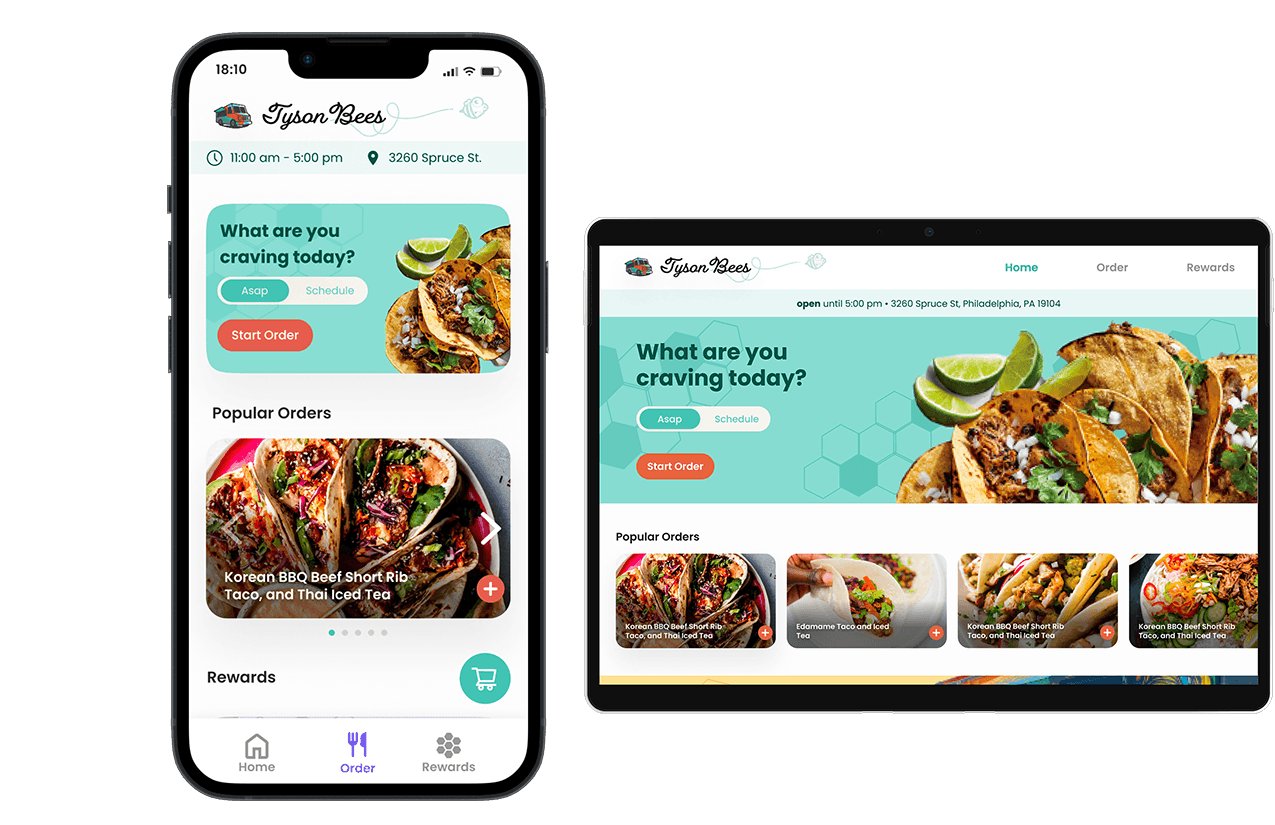 18:10
Tyson Bees
11:00 am - 5:00 pm
3260 Spruce St.
What are you
craving today?
Asap
Schedule
Start Order
Popular Orders
Korean BBQ Beef Short Rib
Taco, and Thai Iced Tea
Rewards
Home
Order
Rewards
Tyson Bees
Home
Order
Rewards
open until 5:00 pm • 3260 Spruce St, Philadelphia, PA 19104
What are you
craving today?
Asap
Schedule
Start Order
Popular Orders
Korean BBQ Beef Short Rib
Taco, and Thai Iced Tea
Edamame Taco and Iced
Tea
Korean BBQ Beef Short Rib
Taco, and Thai Iced Tea
Korean BBQ Beef Short Rib
Taco, and Thai Iced Tea